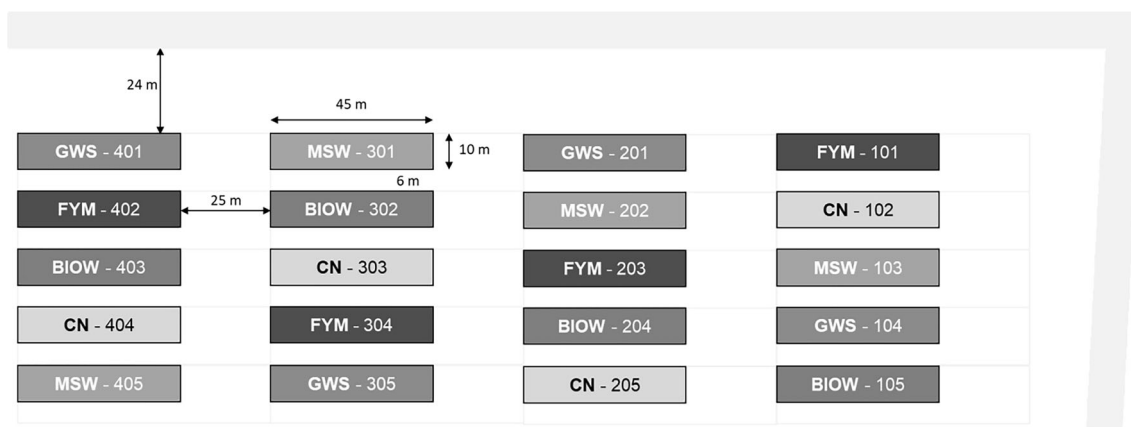 24 m
45 m
GWS - 401
MSW - 301
10 m
GWS - 201
FYM - 101
6 m
FYM - 402
25 m
BIOW - 302
MSW - 202
CN - 102
BIOW - 403
CN - 303
FYM - 203
MSW - 103
CN - 404
FYM - 304
BIOW - 204
GWS - 104
MSW - 405
GWS - 305
CN - 205
BIOW - 105